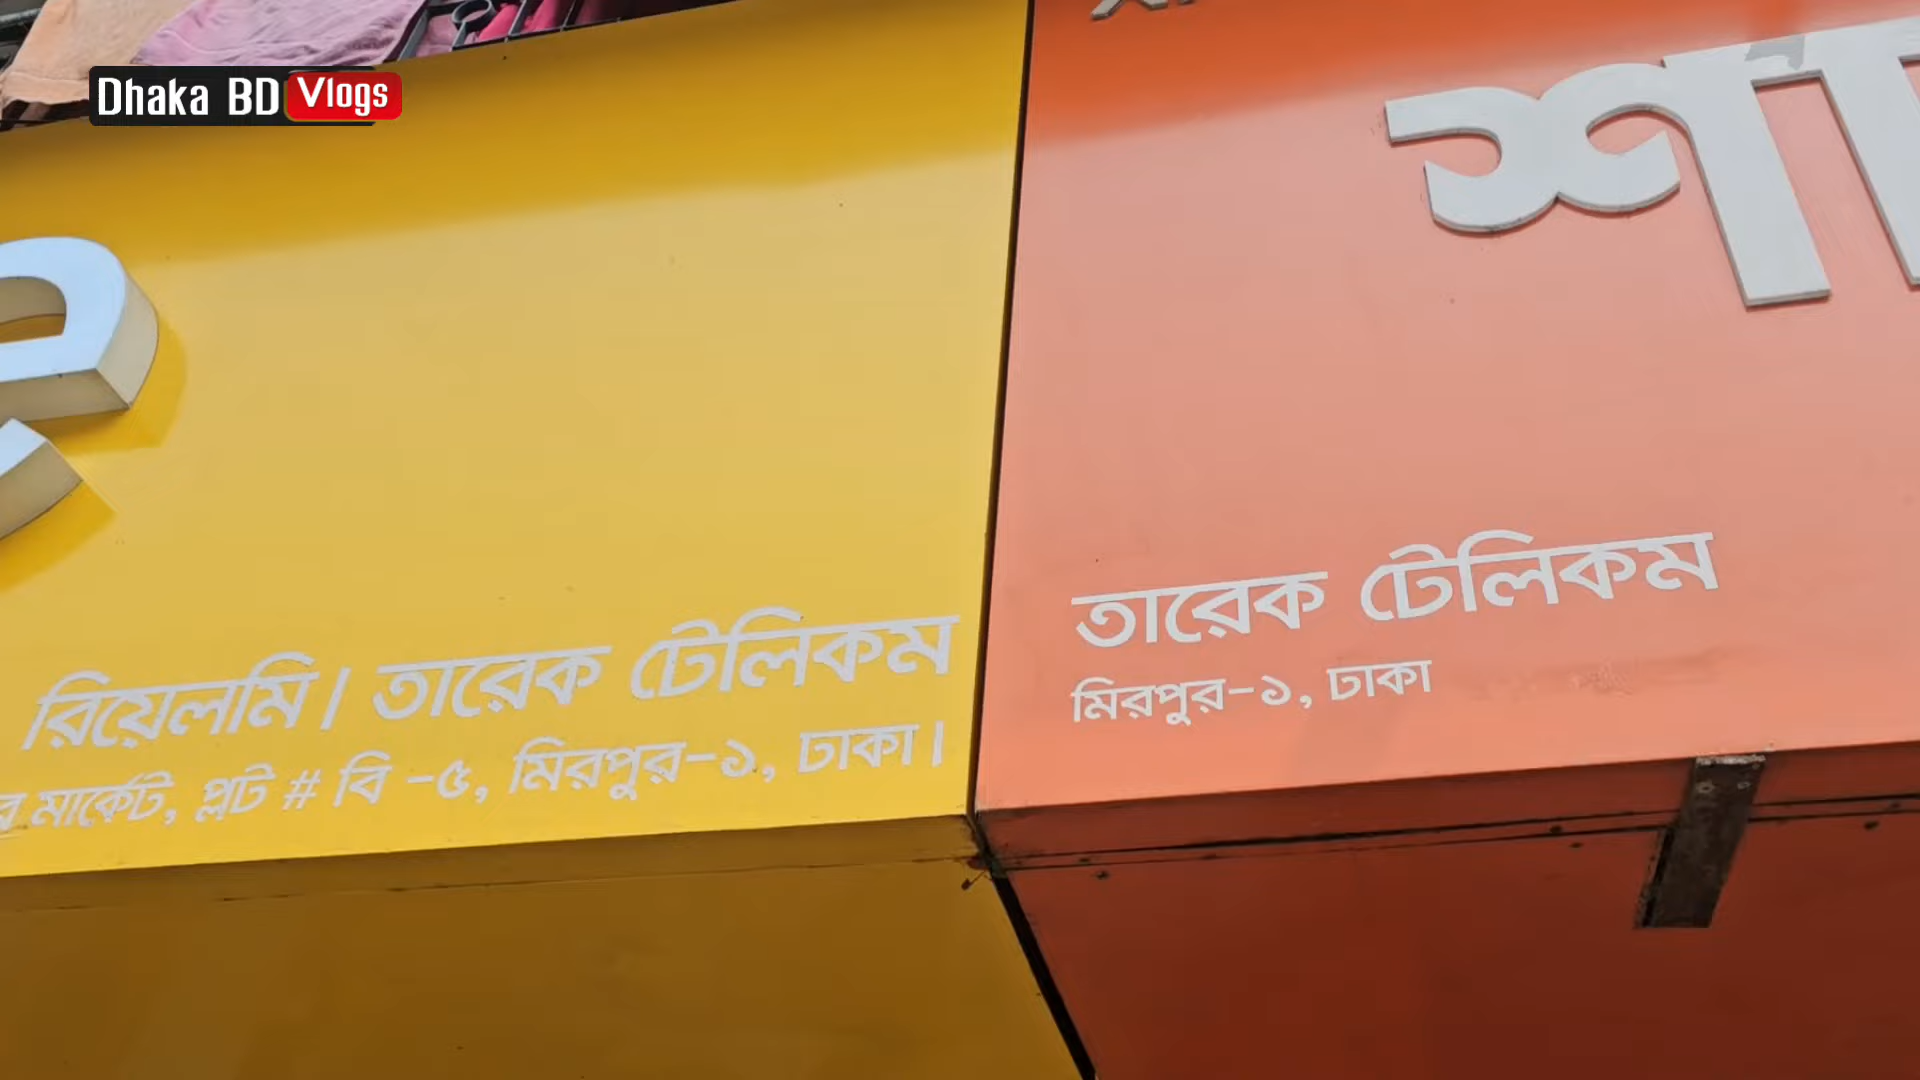 Dhaka BD Vlogs
রিয়েলমি। তারেক টেলিকম
মার্কেট, প্লট # বি -৫, মিরপুর-১, ঢাকা।
তারেক টেলিকম
মিরপুর-১, ঢাকা